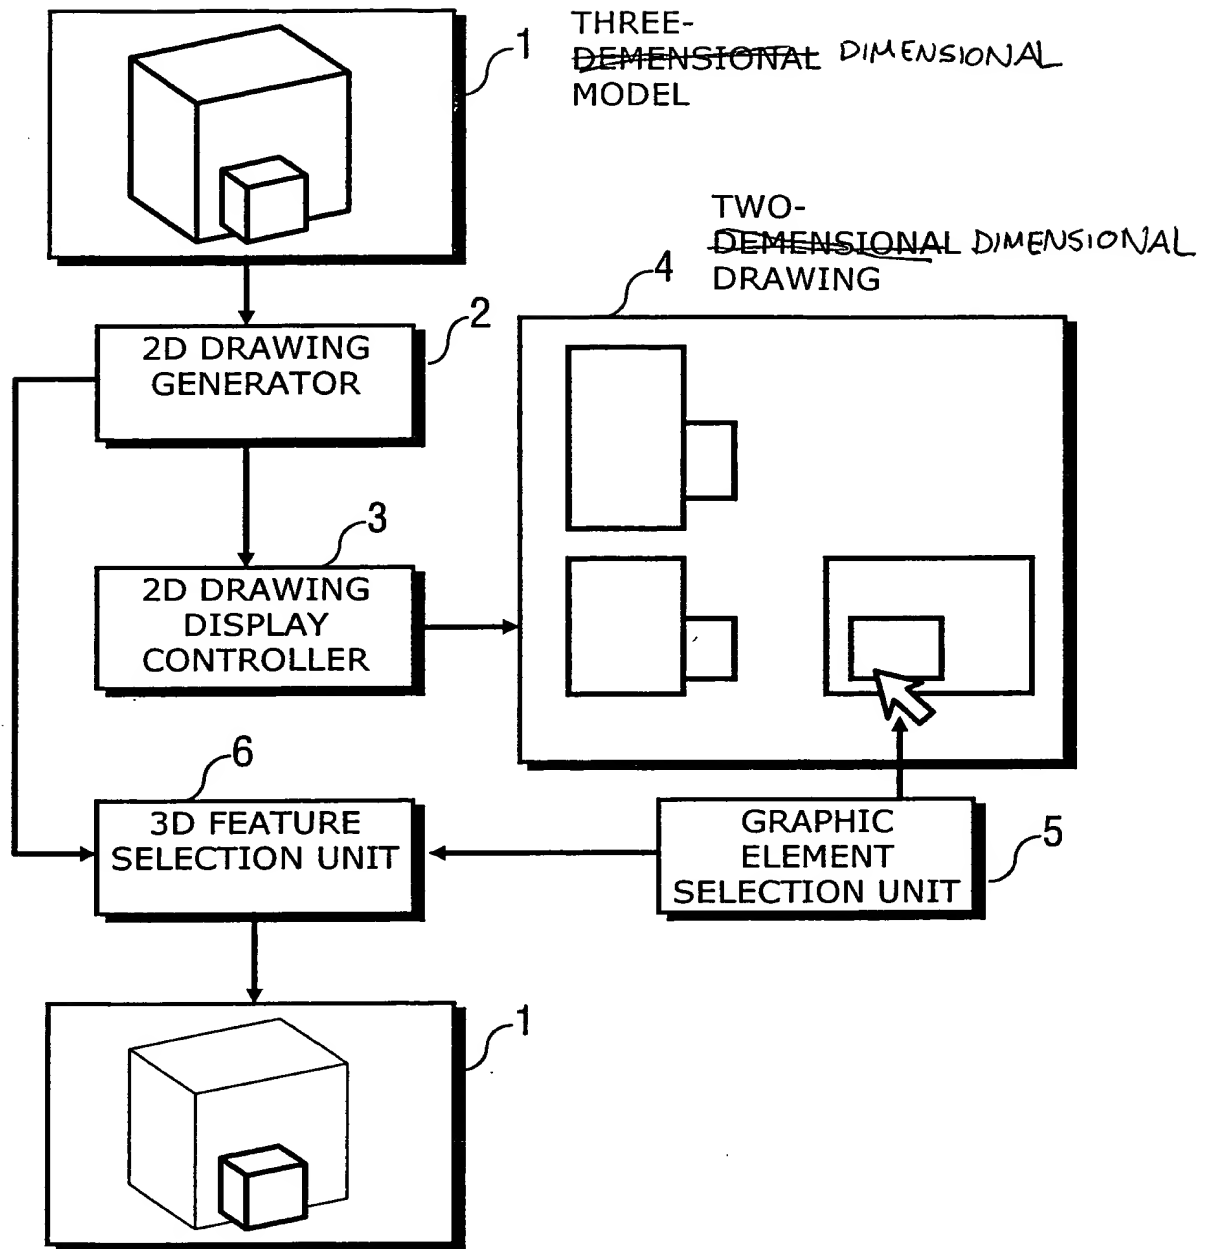 1
THREE-
DEMENSIONAL DIMENSIONAL
MODEL
TWO-
DEMENSIONAL DIMENSIONAL
DRAWING
4
2
2D DRAWING
GENERATOR
3
2D DRAWING
DISPLAY
CONTROLLER
6
3D FEATURE
SELECTION UNIT
GRAPHIC
ELEMENT
SELECTION UNIT
5
1